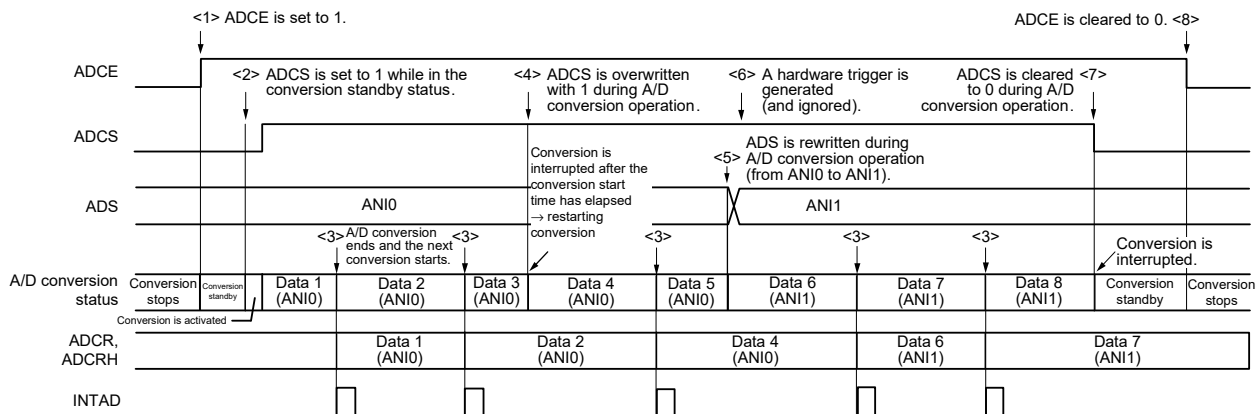 <1> ADCE is set to 1.
ADCE is cleared to 0. <8>
ADCE
<2> ADCS is set to 1 while in the
conversion standby status.
<4> ADCS is overwritten
with 1 during A/D
conversion operation.
<6> A hardware trigger is
generated
(and ignored).
ADCS is cleared <7>
to 0 during A/D
conversion operation.
ADCS
Conversion is
interrupted after the
conversion start
time has elapsed
→ restarting
conversion
<5> ADS is rewritten during
A/D conversion operation
(from ANI0 to ANI1).
ADS
ANI0
ANI1
<3> A/D conversion
ends and the next
conversion starts.
<3>
<3>
<3>
<3>
Conversion is
interrupted.
A/D conversion
status
Conversion
stops
Conversion
standby
Data 1
(ANI0)
Data 2
(ANI0)
Data 3
(ANI0)
Data 4
(ANI0)
Data 5
(ANI0)
Data 6
(ANI1)
Data 7
(ANI1)
Data 8
(ANI1)
Conversion
standby
Conversion
stops
Conversion is activated
ADCR,
ADCRH
Data 1
(ANI0)
Data 2
(ANI0)
Data 4
(ANI0)
Data 6
(ANI1)
Data 7
(ANI1)
INTAD